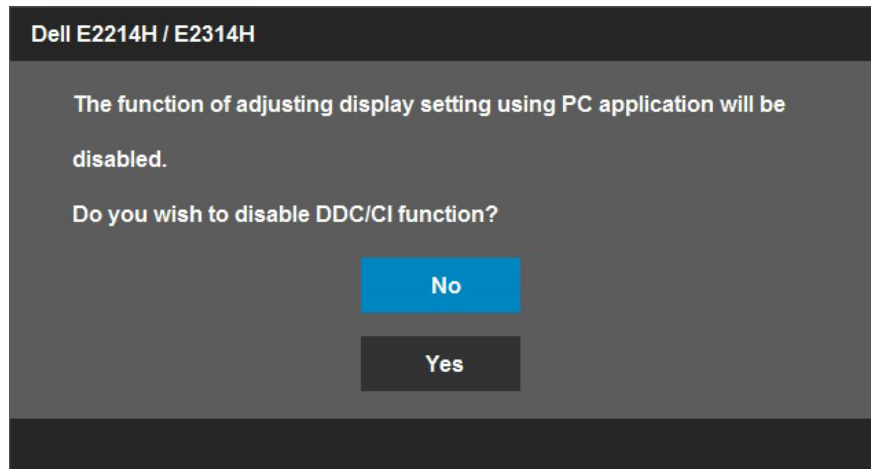 Dell E2214H / E2314H
The function of adjusting display setting using PC application will be
disabled.
Do you wish to disable DDC/CI function?
No
Yes